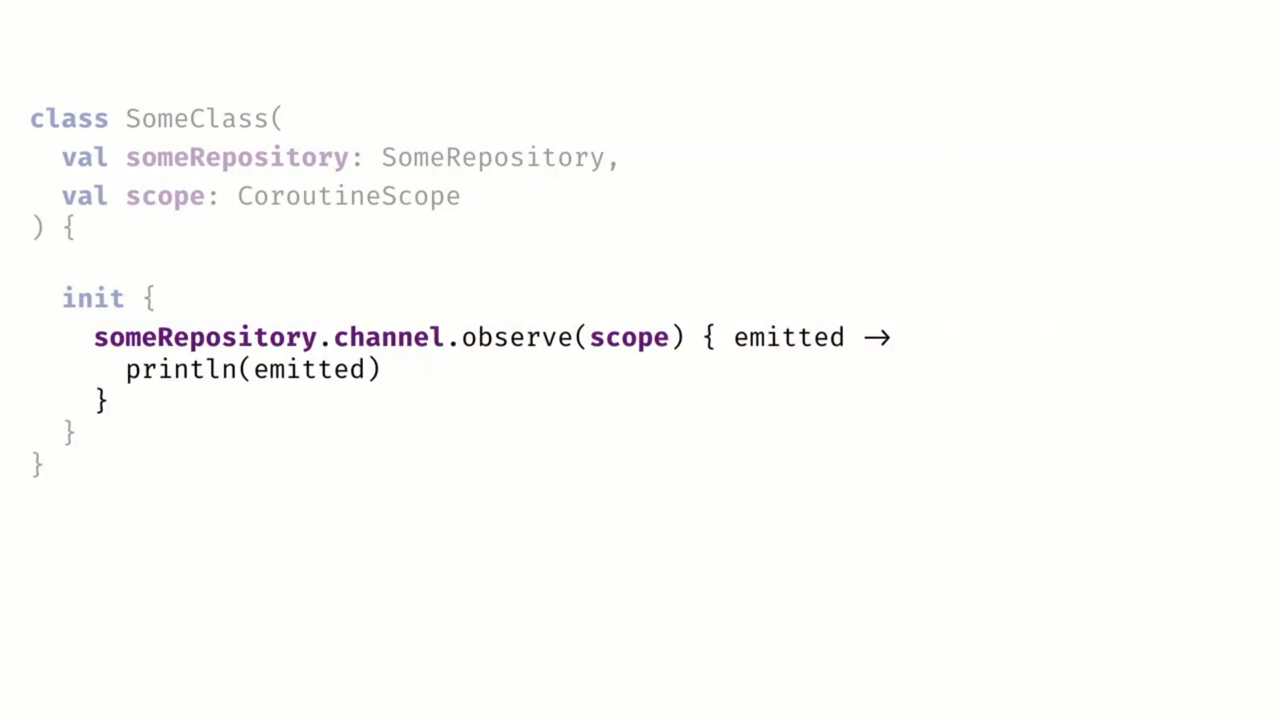 class SomeClass(
  val someRepository: SomeRepository,
  val scope: CoroutineScope
) {
  init {
    someRepository.channel.observe(scope) { emitted →
      println(emitted)
    }
  }
}